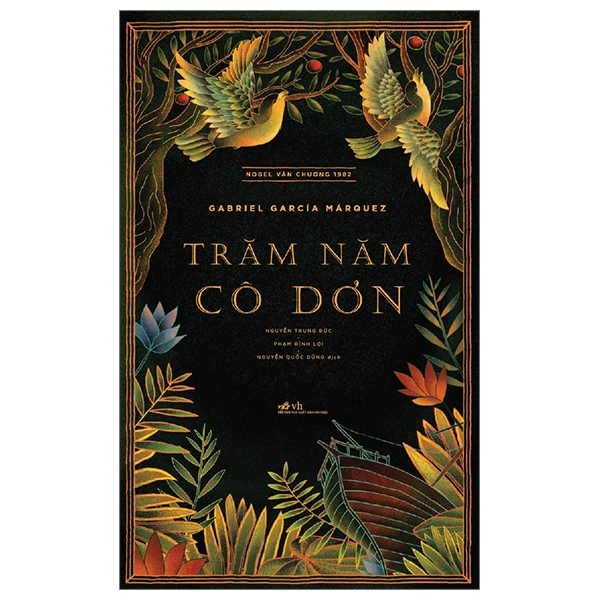 NOBEL VĂN CHƯƠNG 1982
GABRIEL GARCÍA MÁRQUEZ
TRĂM NĂM
CÔ ĐƠN
NGUYỄN TRUNG ĐỨC
PHẠM ĐÌNH LỢI
NGUYỄN QUỐC DŨNG dịch
vh